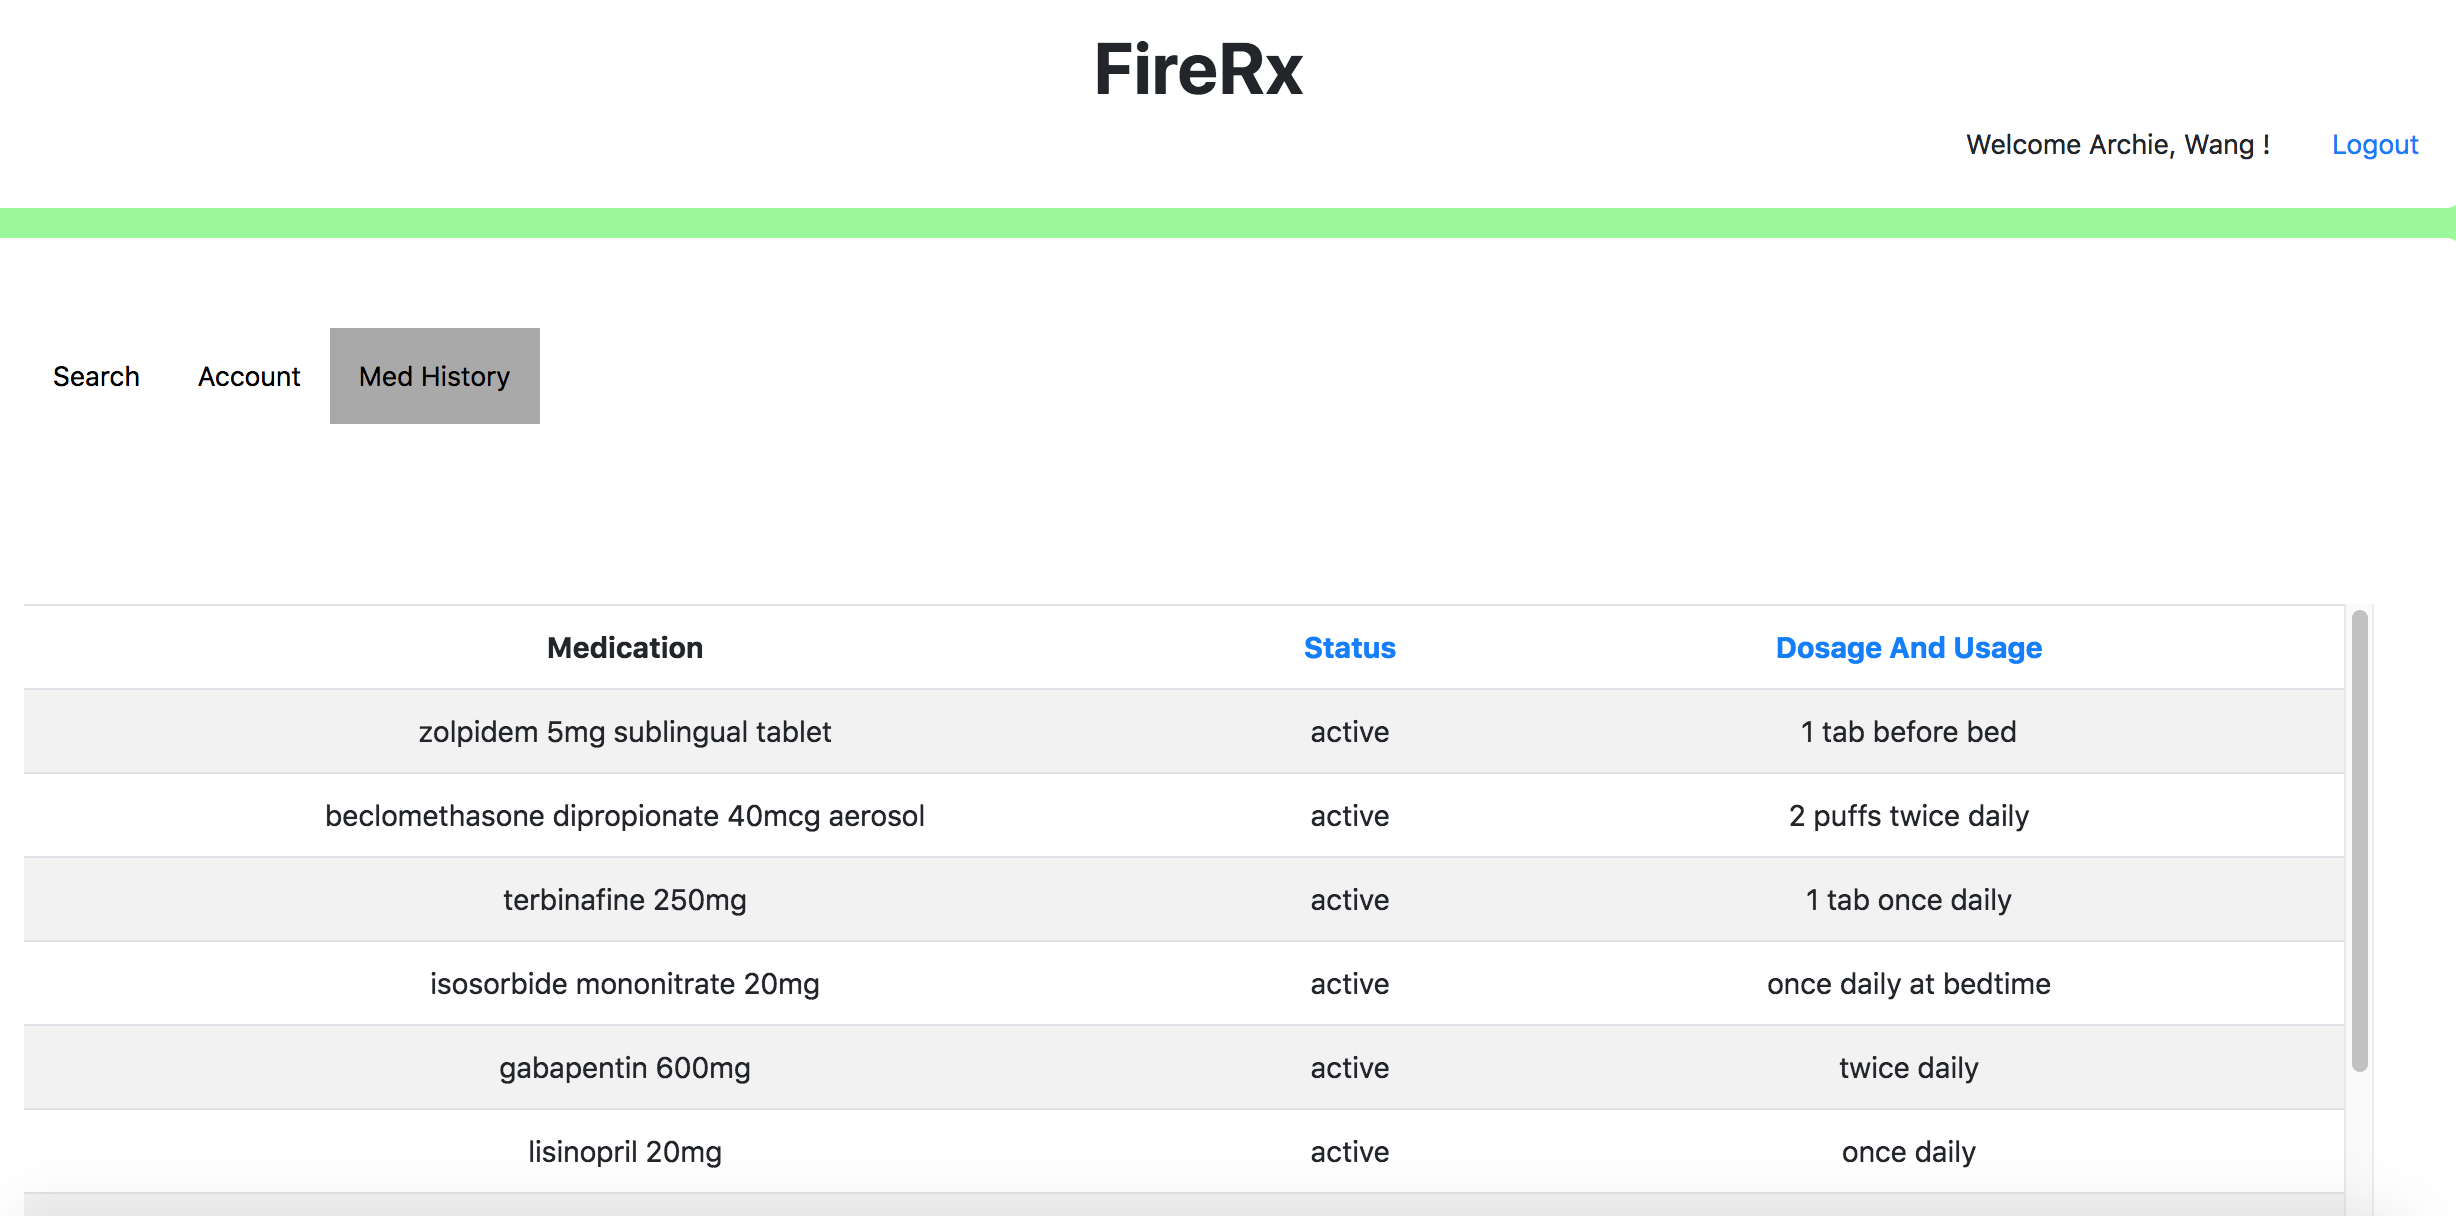 FireRx
Welcome Archie, Wang ! Logout
Search Account Med History
Medication Status Dosage And Usage
zolpidem 5mg sublingual tablet active 1 tab before bed
beclomethasone dipropionate 40mcg aerosol active 2 puffs twice daily
terbinafine 250mg active 1 tab once daily
isosorbide mononitrate 20mg active once daily at bedtime
gabapentin 600mg active twice daily
lisinopril 20mg active once daily